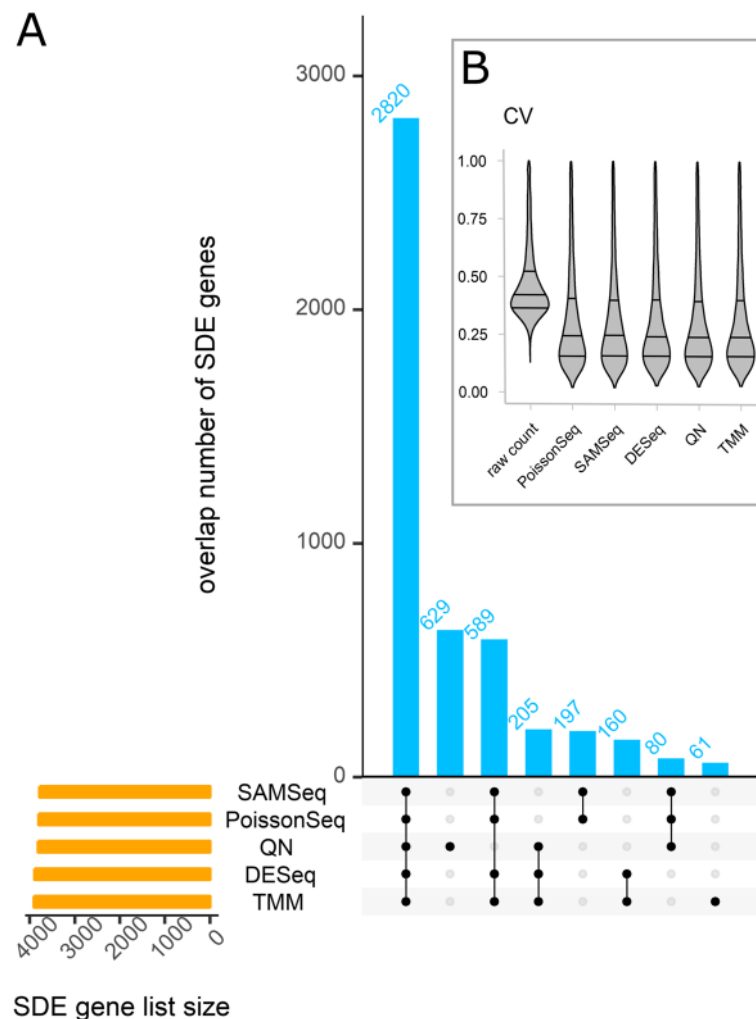 A
3000
2000
1000
0
overlap number of SDE genes
2820
629
589
205
197
160
80
61
B
CV
1.00
0.75
0.50
0.25
0.00
raw count
PoissonSeq
SAMSeq
DESeq
QN
TMM
SAMSeq
PoissonSeq
QN
DESeq
TMM
4000
3000
2000
1000
0
SDE gene list size